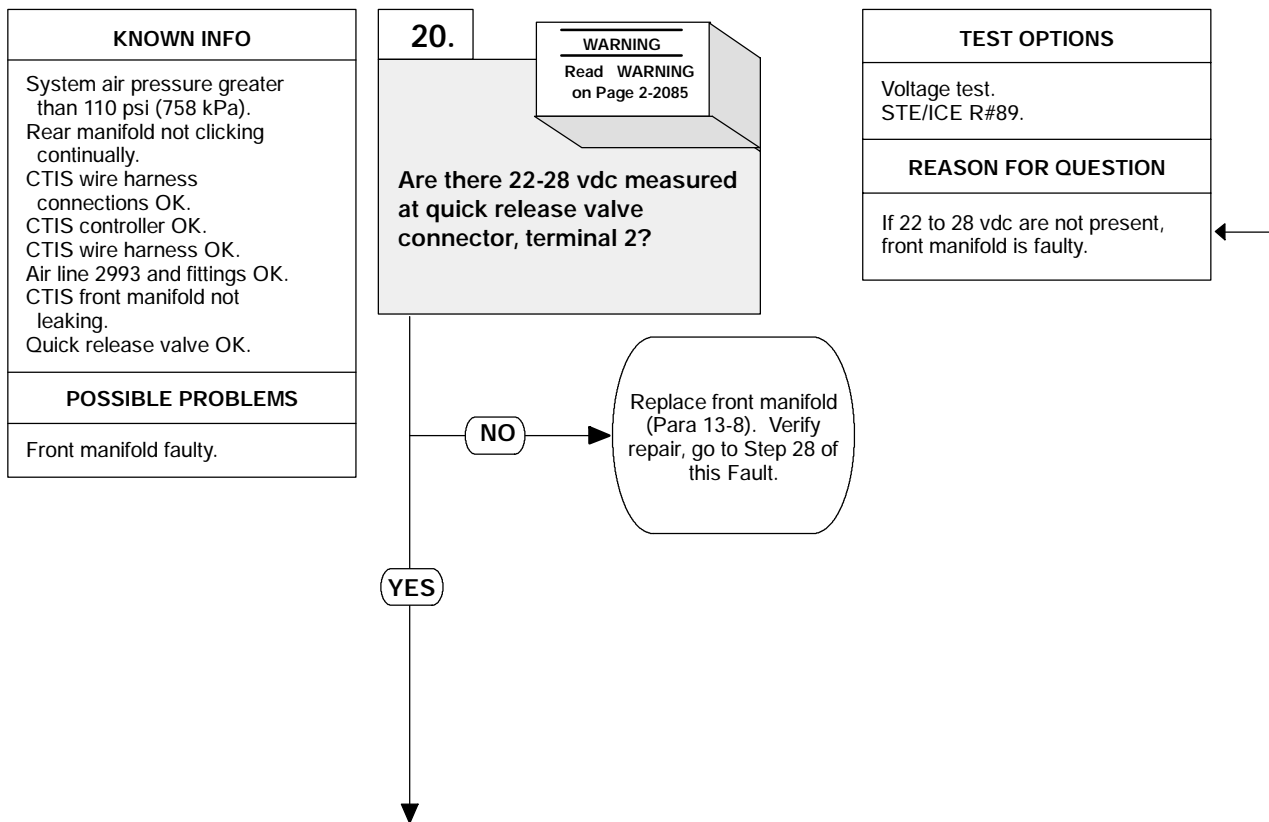 KNOWN INFO
System air pressure greater
than 110 psi (758 kPa).
Rear manifold not clicking
continually.
CTIS wire harness
connections OK.
CTIS controller OK.
CTIS wire harness OK.
Air line 2993 and fittings OK.
CTIS front manifold not
leaking.
Quick release valve OK.
POSSIBLE PROBLEMS
Front manifold faulty.
20.
WARNING
Read WARNING
on Page 2-2085
Are there 22-28 vdc measured
at quick release valve
connector, terminal 2?
NO
Replace front manifold
(Para 13-8). Verify
repair, go to Step 28 of
this Fault.
YES
TEST OPTIONS
Voltage test.
STE/ICE R#89.
REASON FOR QUESTION
If 22 to 28 vdc are not present,
front manifold is faulty.